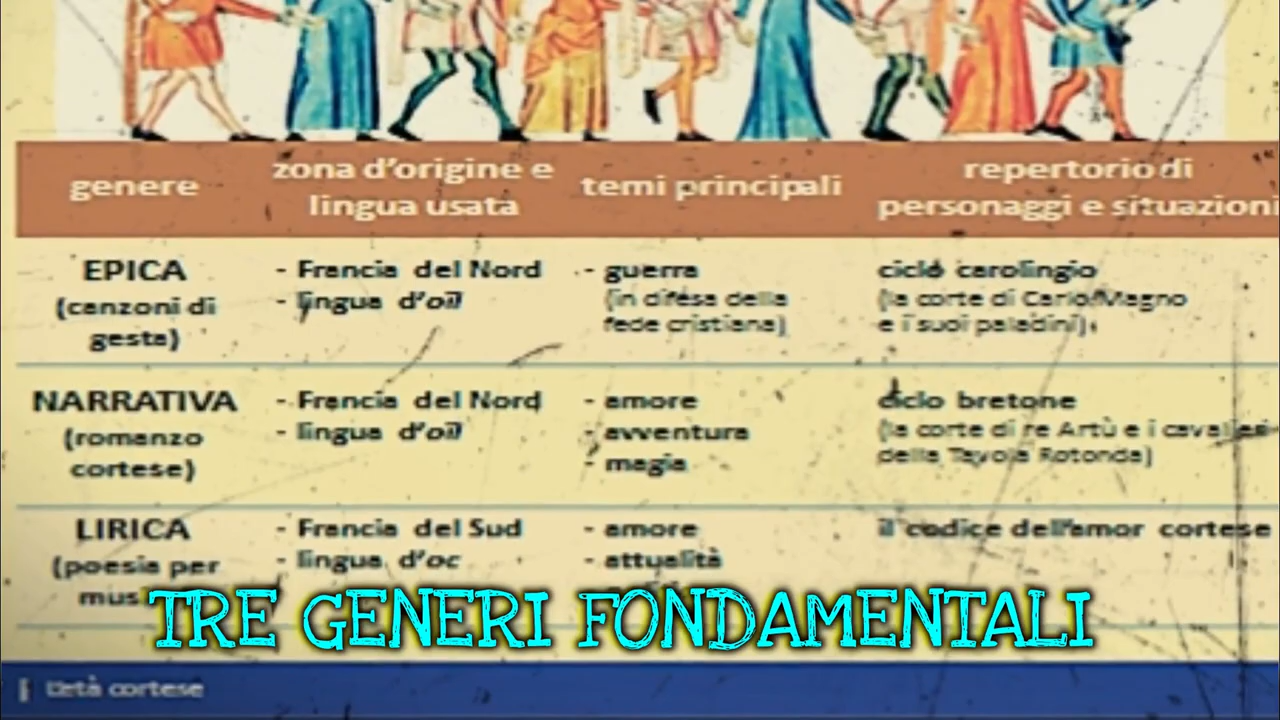 genere
zona d'origine e
lingua usata
temi principali
repertorio di
personaggi e situazioni
EPICA
(canzoni di
gesta)
- Francia del Nord
- lingua d'oïl
- guerra
(in difesa della
fede cristiana)
ciclo carolingio
(la corte di Carlo Magno
e i suoi paladini)
NARRATIVA
(romanzo
cortese)
- Francia del Nord
- lingua d'oïl
- amore
- avventura
- magia
ciclo bretone
(la corte di re Artù e i cavalieri
della Tavola Rotonda)
LIRICA
(poesia per
- Francia del Sud
- lingua d'oc
- amore
- attualità
il codice dell'amor cortese
TRE GENERI FONDAMENTALI
L'età cortese